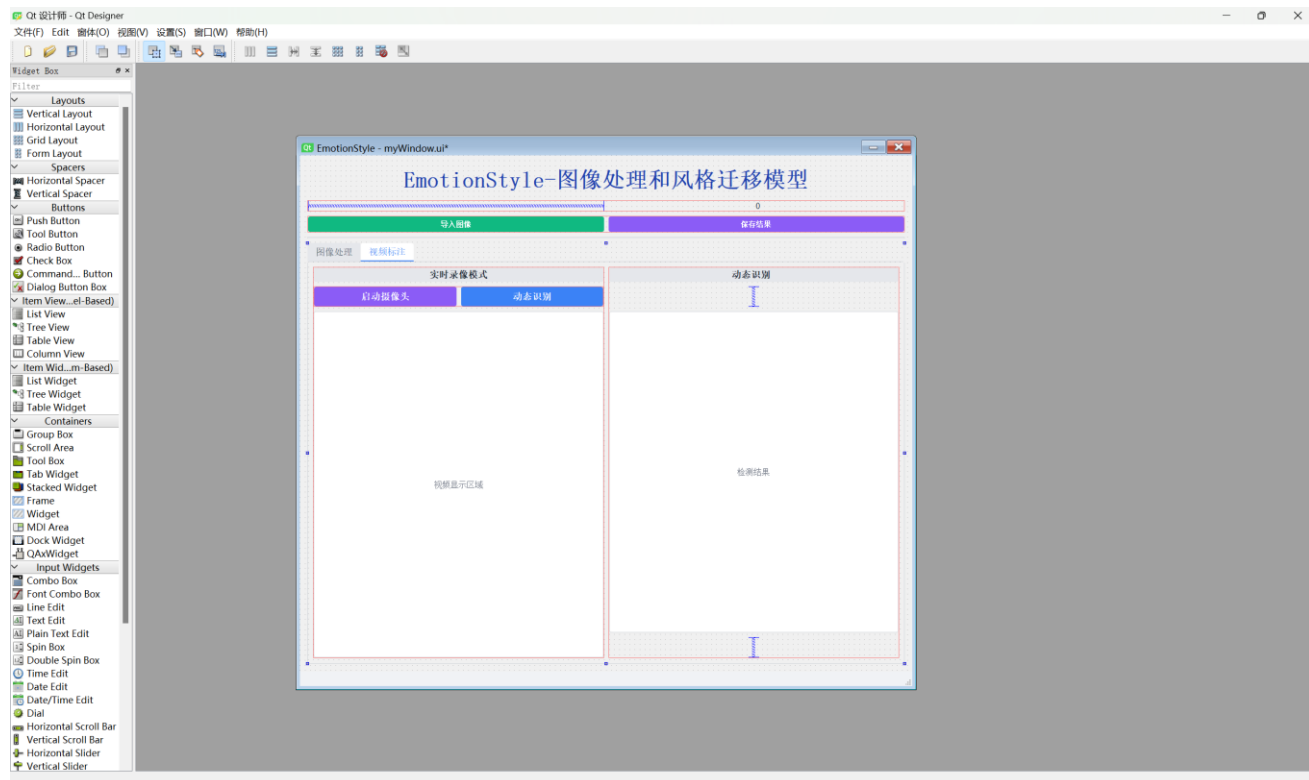 Qt 设计师 - Qt Designer
文件(F) Edit 窗体(O) 视图(V) 设置(S) 窗口(W) 帮助(H)
Widget Box
Filter
Layouts
Vertical Layout
Horizontal Layout
Grid Layout
Form Layout
Spacers
Horizontal Spacer
Vertical Spacer
Buttons
Push Button
Tool Button
Radio Button
Check Box
Command... Button
Dialog Button Box
Item View...el-Based)
List View
Tree View
Table View
Column View
Item Wid...m-Based)
List Widget
Tree Widget
Table Widget
Containers
Group Box
Scroll Area
Tool Box
Tab Widget
Stacked Widget
Frame
Widget
MDI Area
Dock Widget
QAxWidget
Input Widgets
Combo Box
Font Combo Box
Line Edit
Text Edit
Plain Text Edit
Spin Box
Double Spin Box
Time Edit
Date Edit
Date/Time Edit
Dial
Horizontal Scroll Bar
Vertical Scroll Bar
Horizontal Slider
Vertical Slider
EmotionStyle - myWindow.ui*
EmotionStyle-图像处理和风格迁移模型
0
导入图像 保存结果
图像处理 视频标注
实时录像模式 动态识别
启动摄像头 动态识别
视频显示区域
检测结果